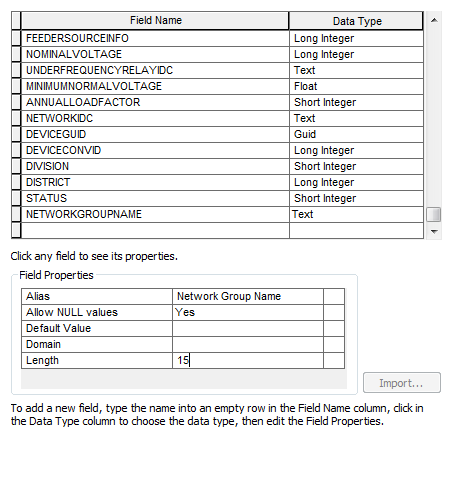 Field Name Data Type
FEEDERSOURCEINFO Long Integer
NOMINALVOLTAGE Long Integer
UNDERFREQUENCYRELAYIDC Text
MINIMUMNORMALVOLTAGE Float
ANNUALLOADFACTOR Short Integer
NETWORKIDC Text
DEVICEGUID Guid
DEVICECONVID Long Integer
DIVISION Short Integer
DISTRICT Long Integer
STATUS Short Integer
NETWORKGROUPNAME Text
Click any field to see its properties.
Field Properties
Alias Network Group Name
Allow NULL values Yes
Default Value
Domain
Length 15
Import...
To add a new field, type the name into an empty row in the Field Name column, click in
the Data Type column to choose the data type, then edit the Field Properties.